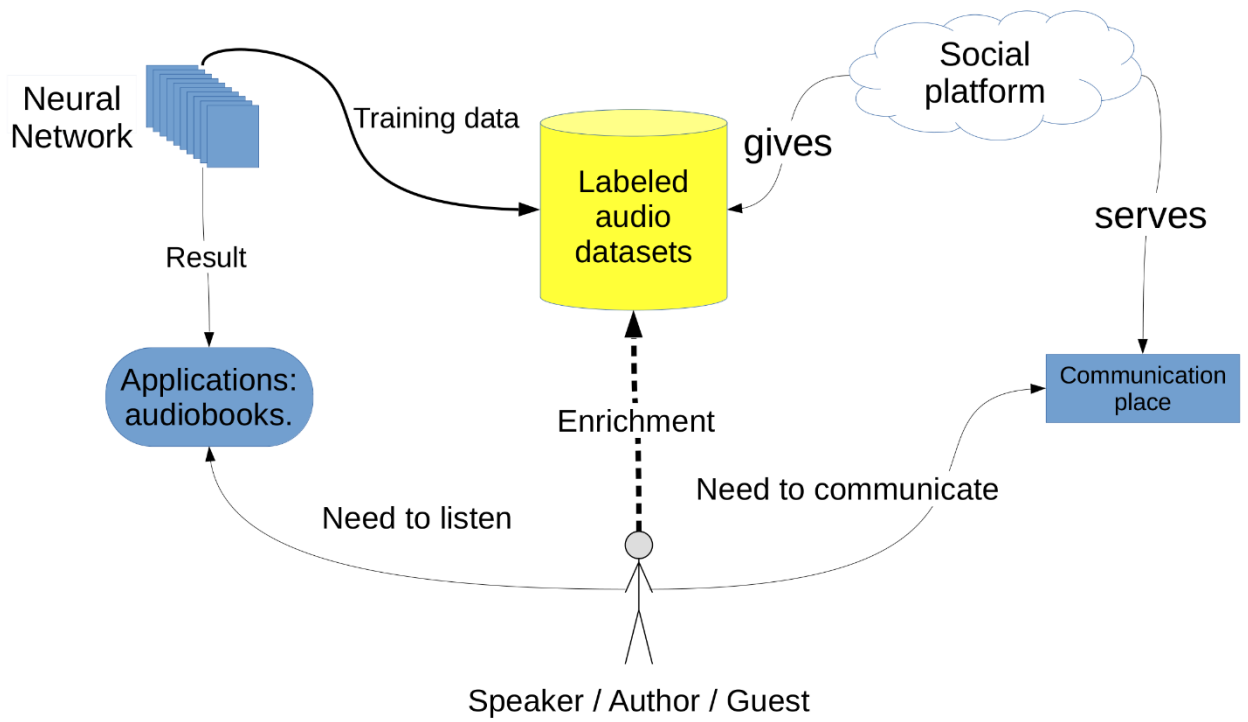 Neural
Network
Training data
Social
platform
gives
Labeled
audio
datasets
serves
Result
Applications:
audiobooks.
Communication
place
Enrichment
Need to listen
Need to communicate
Speaker / Author / Guest